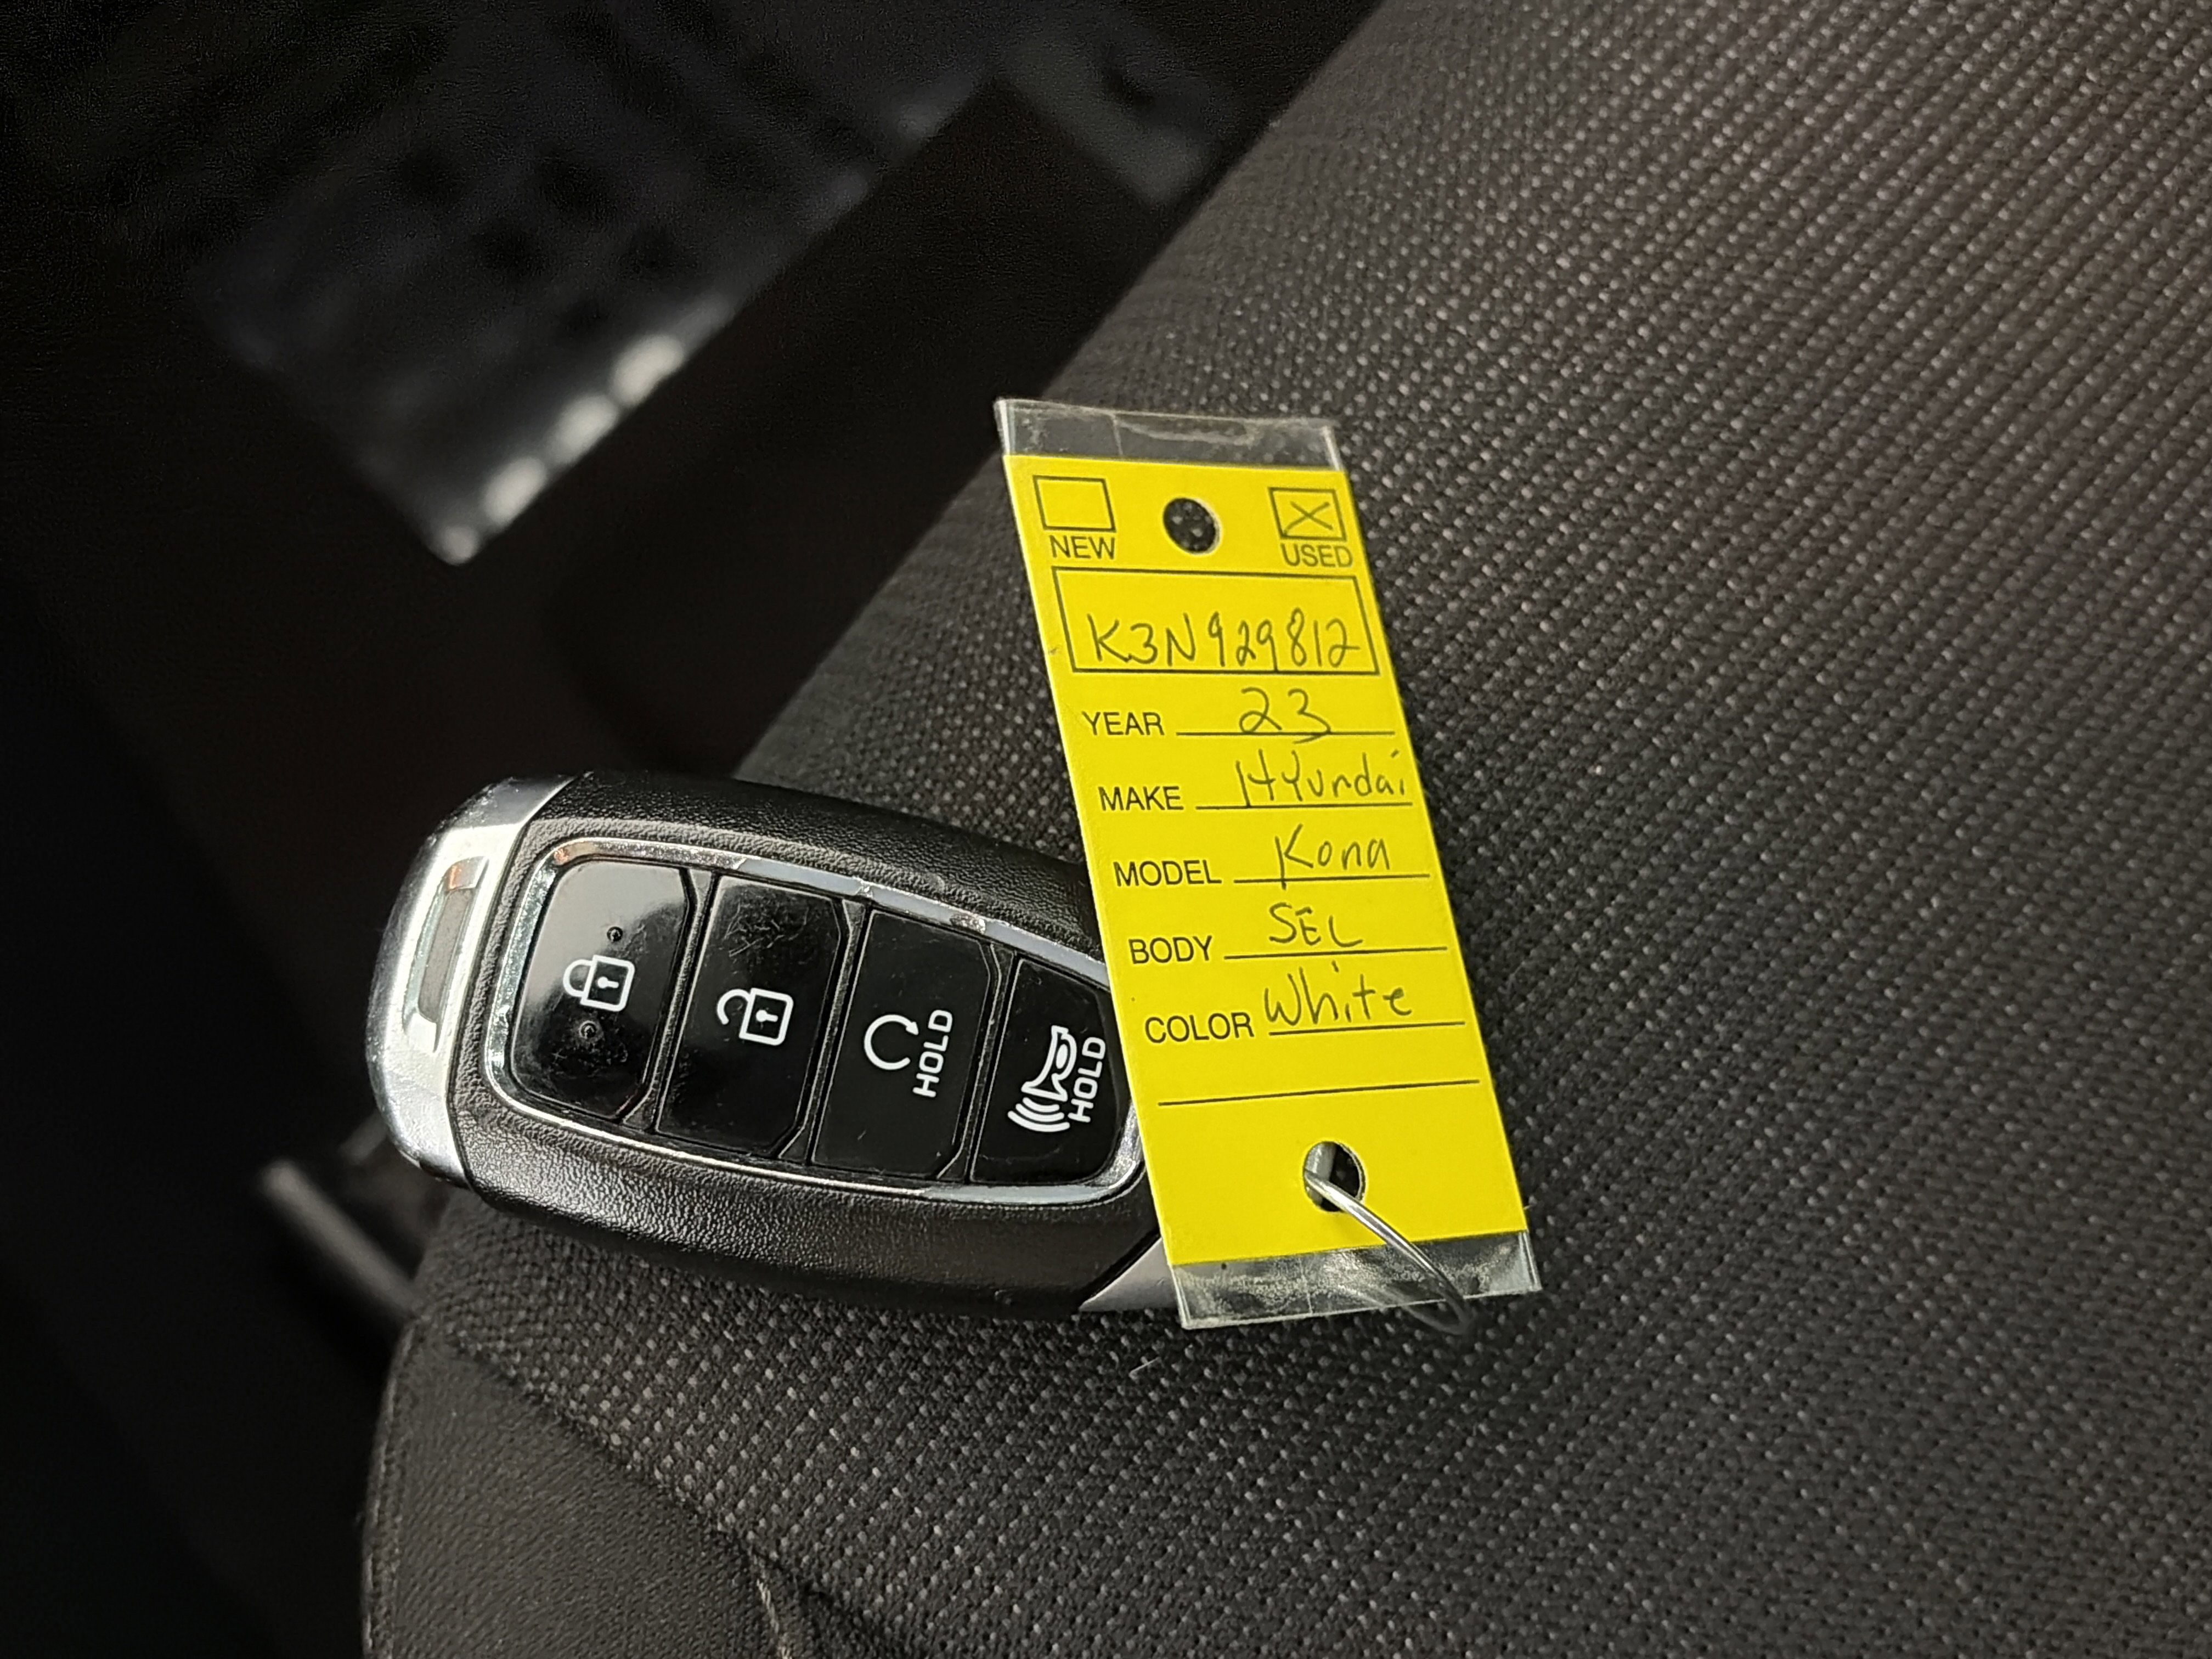 NEW USED
K3N929812
YEAR 23
MAKE HYundai
MODEL Kona
BODY SEL
COLOR White
HOLD
HOLD